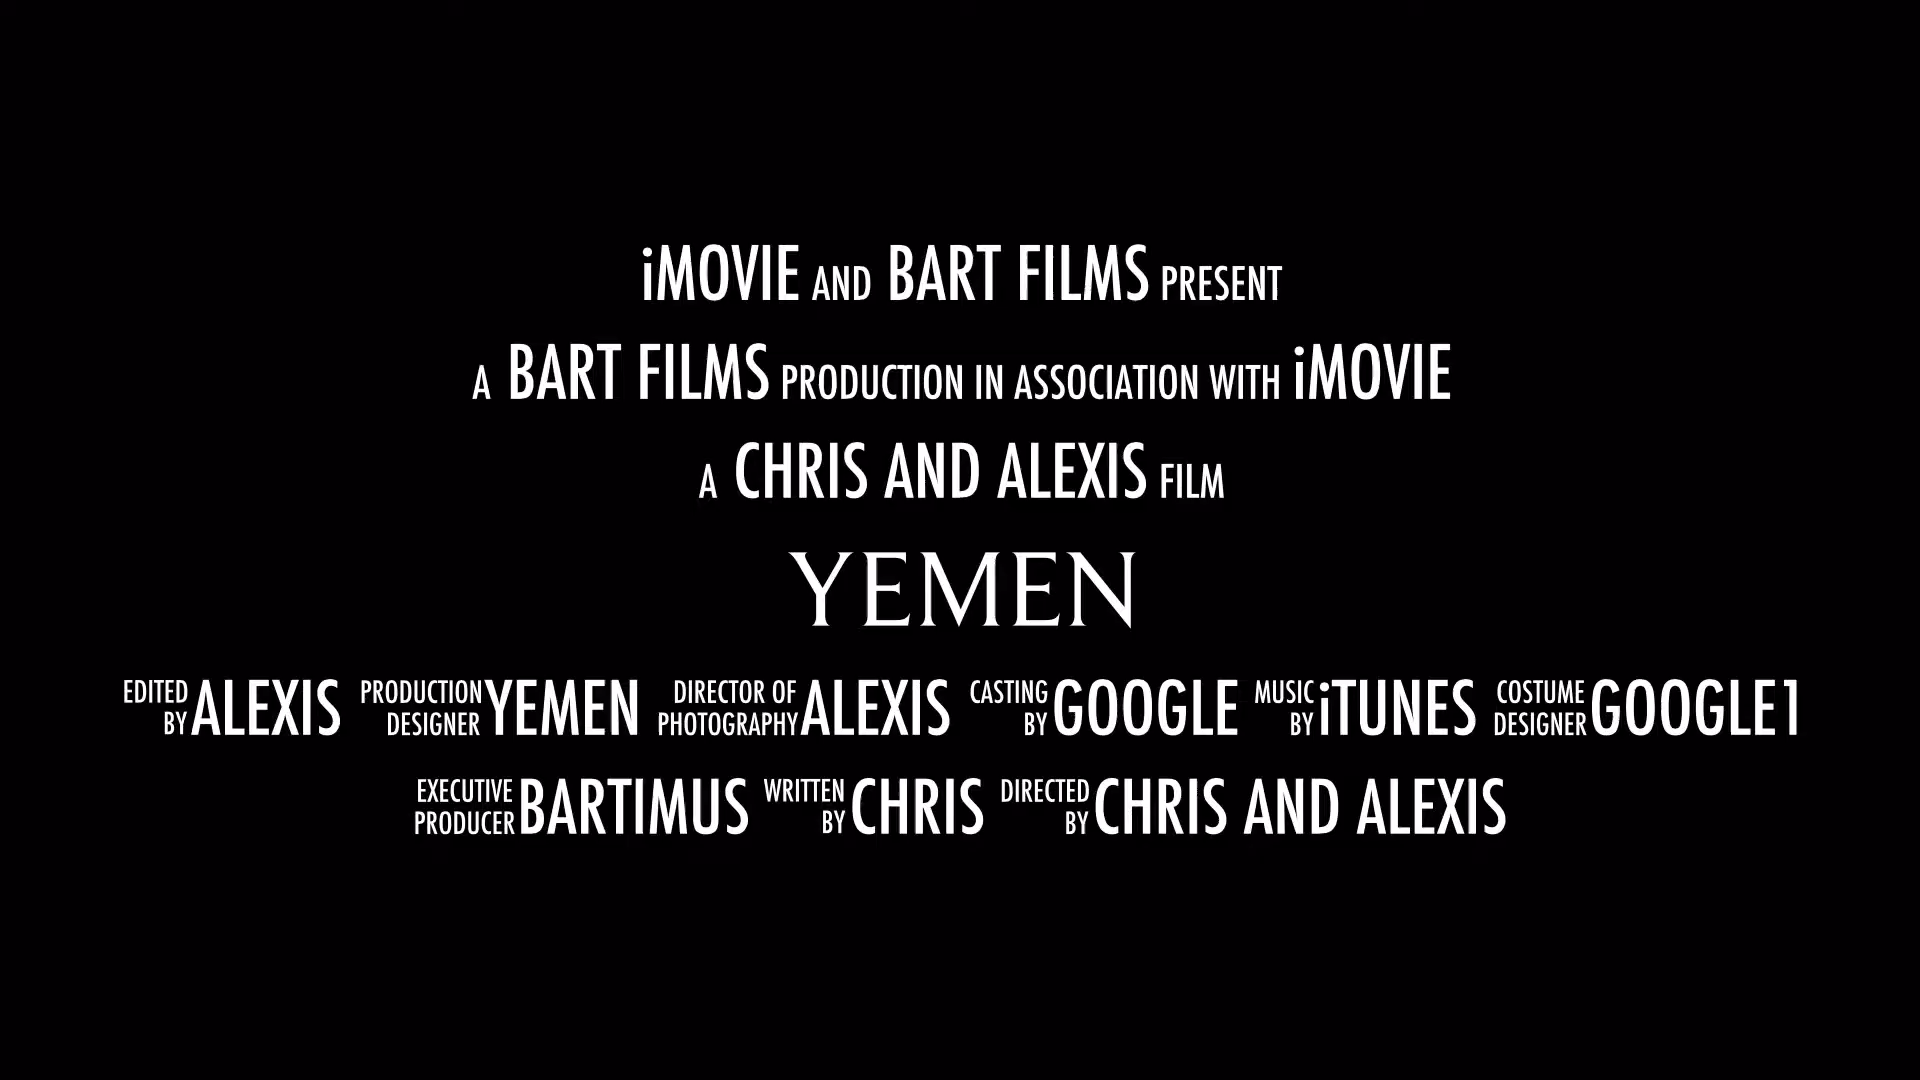 iMOVIE AND BART FILMS PRESENT
A BART FILMS PRODUCTION IN ASSOCIATION WITH iMOVIE
A CHRIS AND ALEXIS FILM
YEMEN
EDITED BY ALEXIS PRODUCTION DESIGNER YEMEN DIRECTOR OF PHOTOGRAPHY ALEXIS CASTING BY GOOGLE MUSIC BY iTUNES COSTUME DESIGNER GOOGLE1
EXECUTIVE PRODUCER BARTIMUS WRITTEN BY CHRIS DIRECTED BY CHRIS AND ALEXIS